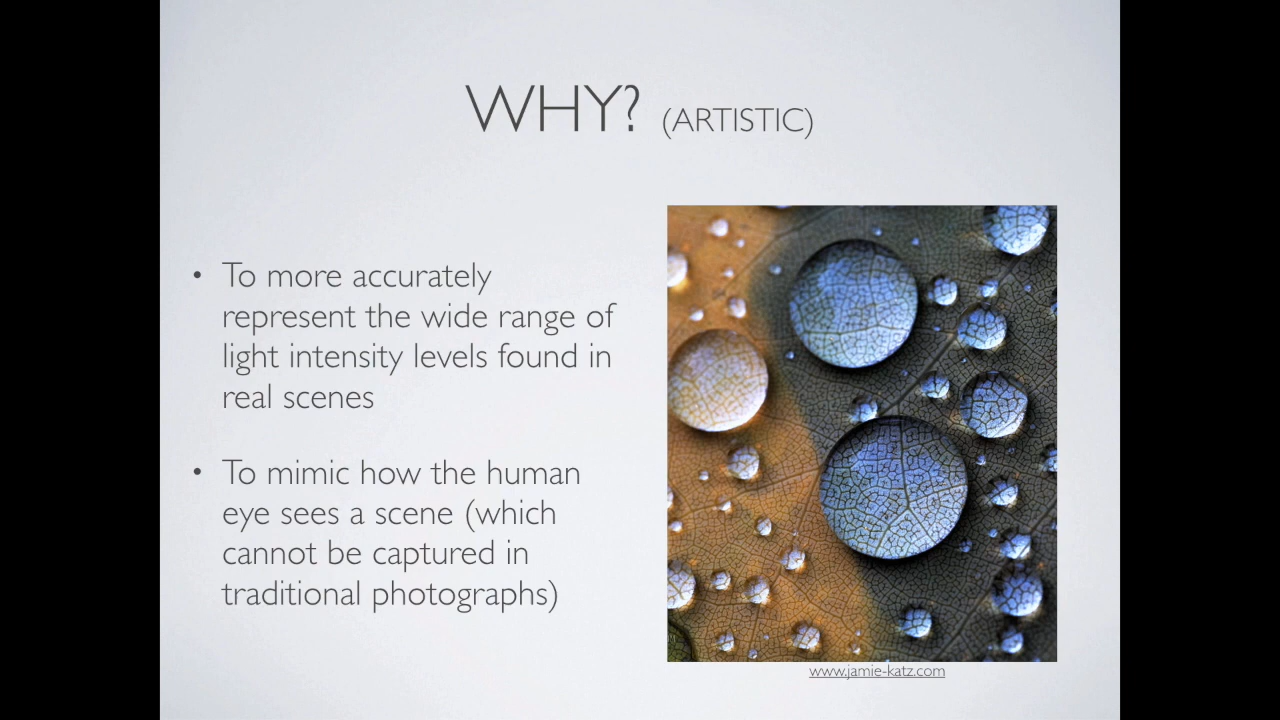 WHY? (ARTISTIC)
• To more accurately
represent the wide range of
light intensity levels found in
real scenes
• To mimic how the human
eye sees a scene (which
cannot be captured in
traditional photographs)
www.jamie-katz.com